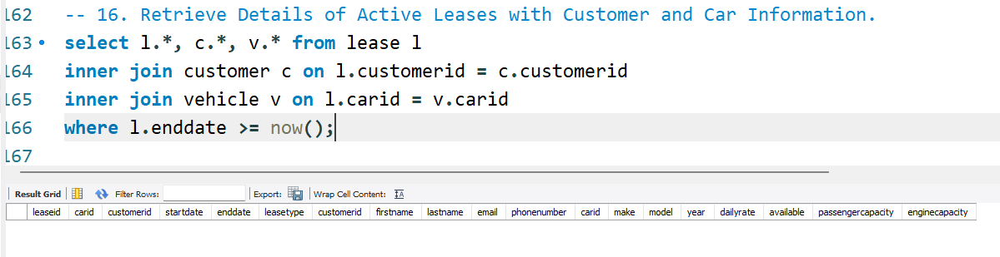 162 -- 16. Retrieve Details of Active Leases with Customer and Car Information.
163 select l.*, c.*, v.* from lease l
164 inner join customer c on l.customerid = c.customerid
165 inner join vehicle v on l.carid = v.carid
166 where l.enddate >= now();
167
Result Grid Filter Rows: Export: Wrap Cell Content: IA
leaseid carid customerid startdate enddate leasetype customerid firstname lastname email phonenumber carid make model year dailyrate available passengercapacity enginecapacity